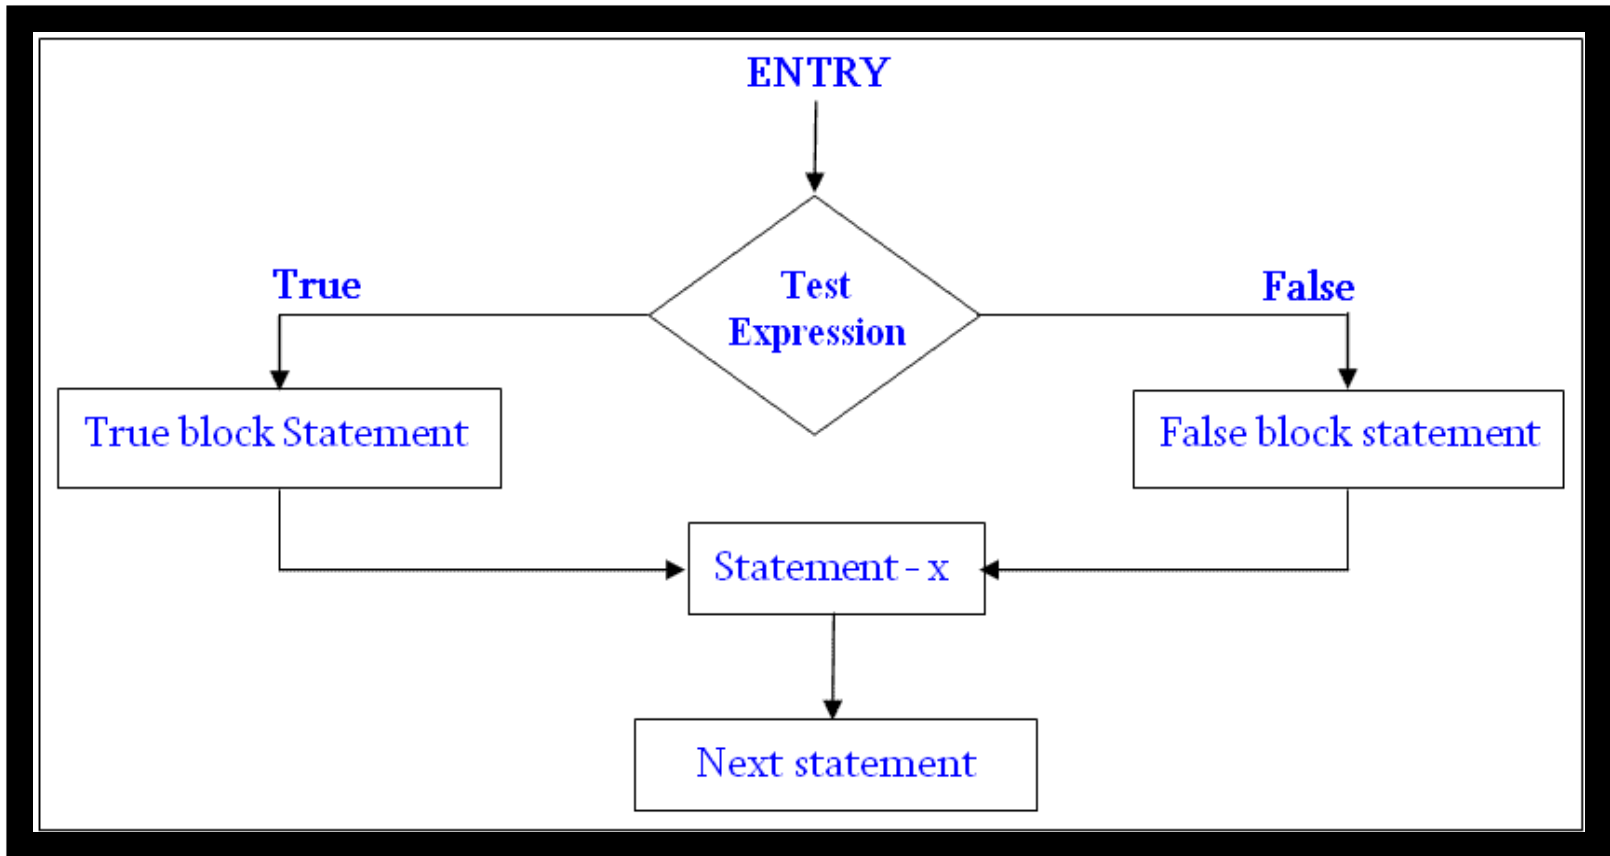 ENTRY
True
Test
Expression
False
True block Statement
False block statement
Statement - x
Next statement